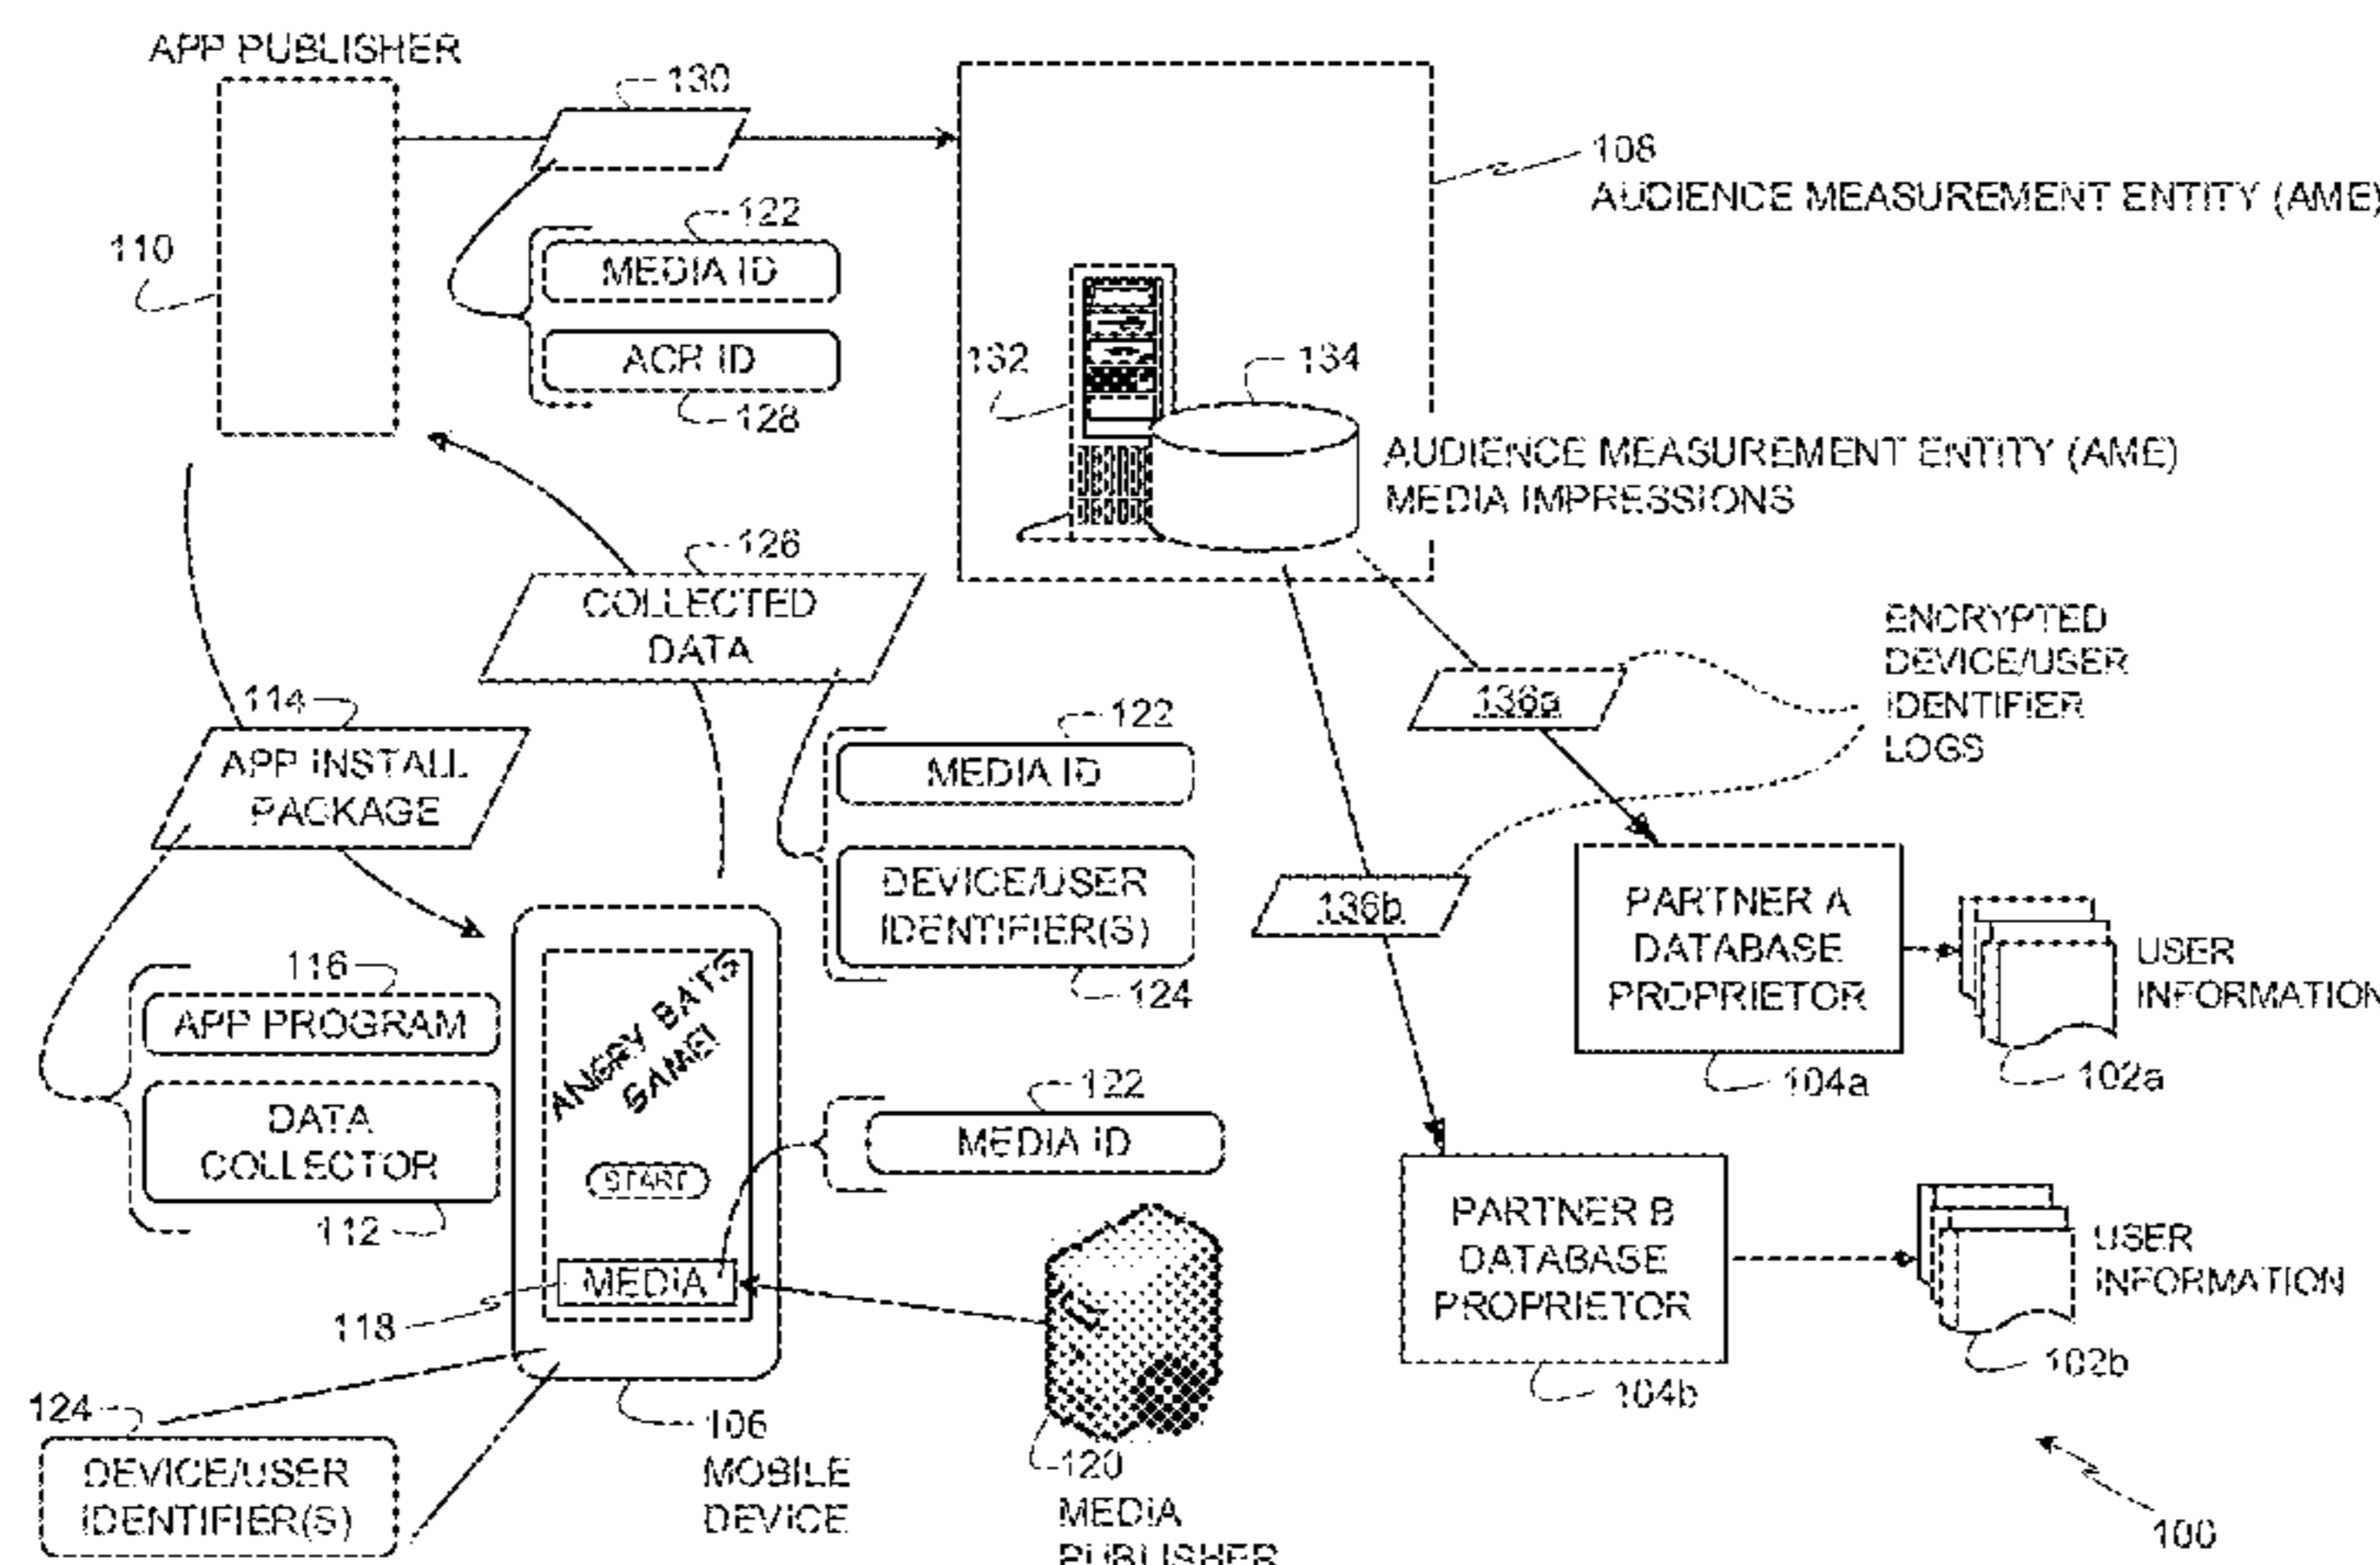 APP PUBLISHER
130
108
AUDIENCE MEASUREMENT ENTITY (AME)
122
MEDIA ID
110
ACR ID
128
132
134
AUDIENCE MEASUREMENT ENTITY (AME)
MEDIA IMPRESSIONS
126
COLLECTED
DATA
ENCRYPTED
DEVICE/USER
IDENTIFIER
LOGS
136a
114
APP INSTALL
PACKAGE
122
MEDIA ID
DEVICE/USER
IDENTIFIER(S)
124
136b
PARTNER A
DATABASE
PROPRIETOR
104a
USER
INFORMATION
102a
116
APP PROGRAM
DATA
COLLECTOR
112
ANGRY BATS
GAME!
START
MEDIA
118
122
MEDIA ID
PARTNER B
DATABASE
PROPRIETOR
104b
USER
INFORMATION
102b
124
DEVICE/USER
IDENTIFIER(S)
106
MOBILE
DEVICE
120
MEDIA
PUBLISHER
100